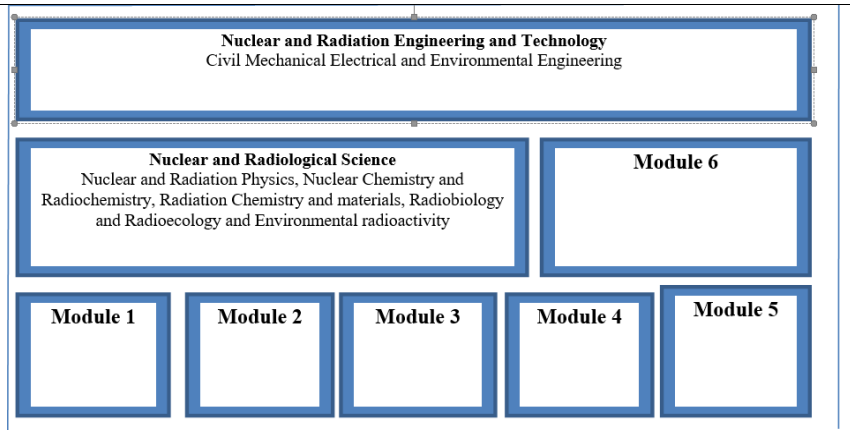 Nuclear and Radiation Engineering and Technology
Civil Mechanical Electrical and Environmental Engineering
Nuclear and Radiological Science
Nuclear and Radiation Physics, Nuclear Chemistry and
Radiochemistry, Radiation Chemistry and materials, Radiobiology
and Radioecology and Environmental radioactivity
Module 6
Module 1
Module 2
Module 3
Module 4
Module 5